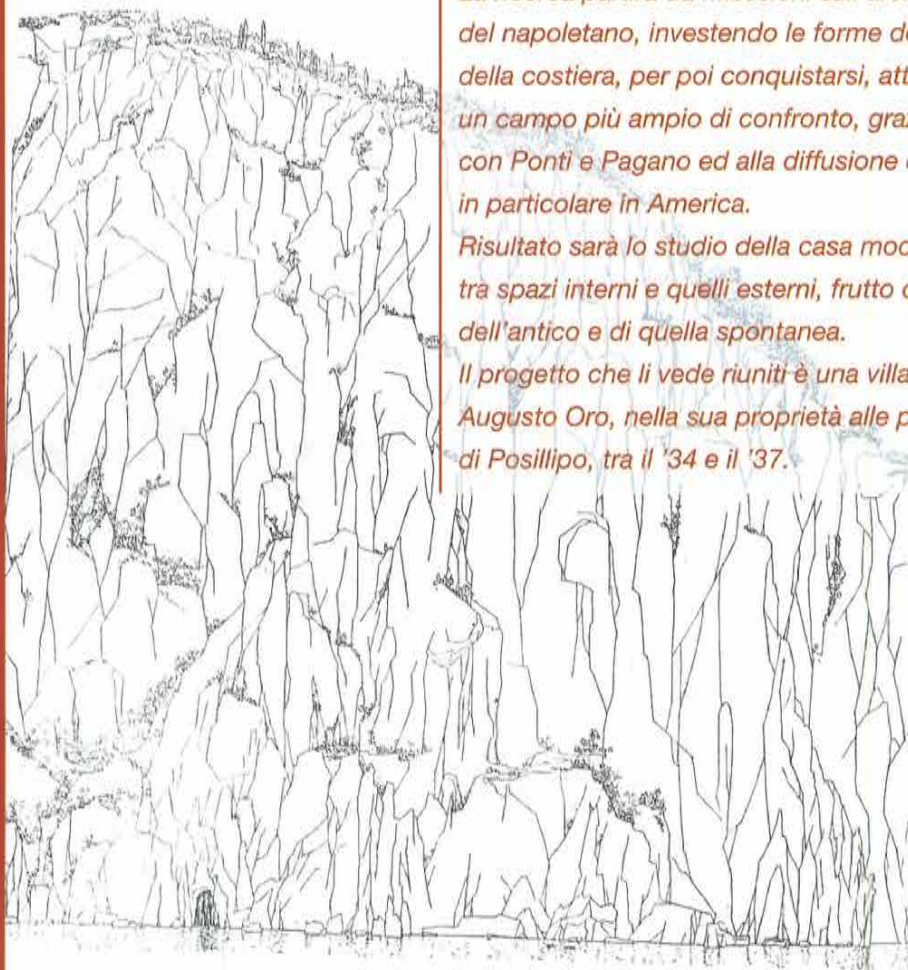 del napoletano, investendo le forme de
della costiera, per poi conquistarsi, att
un campo più ampio di confronto, graz
con Ponti e Pagano ed alla diffusione
in particolare in America.
Risultato sarà lo studio della casa mod
tra spazi interni e quelli esterni, frutto
dell'antico e di quella spontanea.
Il progetto che li vede riuniti è una villa
Augusto Oro, nella sua proprietà alle p
di Posillipo, tra il '34 e il '37.